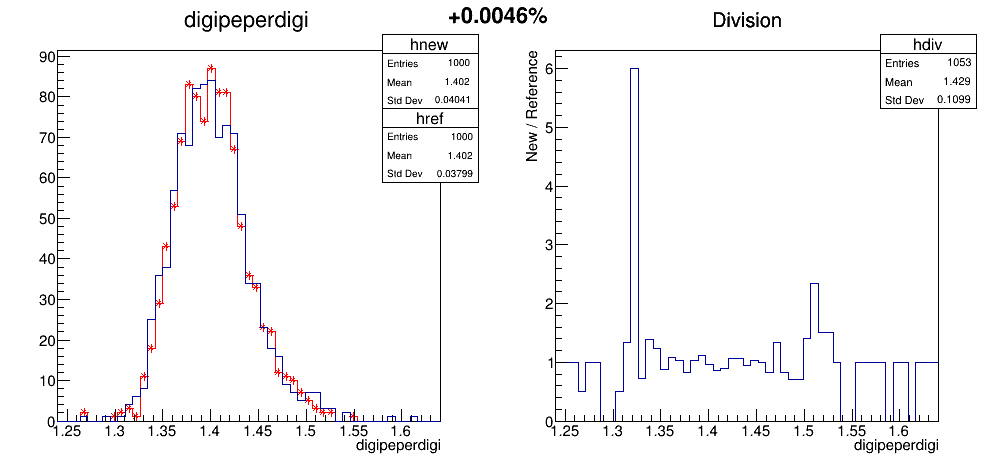 +0.0046%
digipeperdigi
hnew
Entries 1000
Mean 1.402
Std Dev 0.04041
href
Entries 1000
Mean 1.402
Std Dev 0.03799
90
80
70
60
50
40
30
20
10
0
1.25 1.3 1.35 1.4 1.45 1.5 1.55 1.6
digipeperdigi
Division
hdiv
Entries 1053
Mean 1.429
Std Dev 0.1099
New / Reference
6
5
4
3
2
1
0
1.25 1.3 1.35 1.4 1.45 1.5 1.55 1.6
digipeperdigi